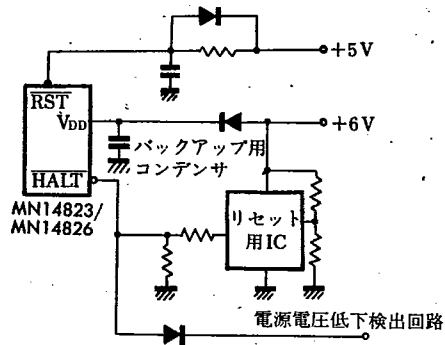 +5V
RST
VDD
+6V
バックアップ用
コンデンサ
HALT
MN14823/
MN14826
リセット
用IC
電源電圧低下検出回路